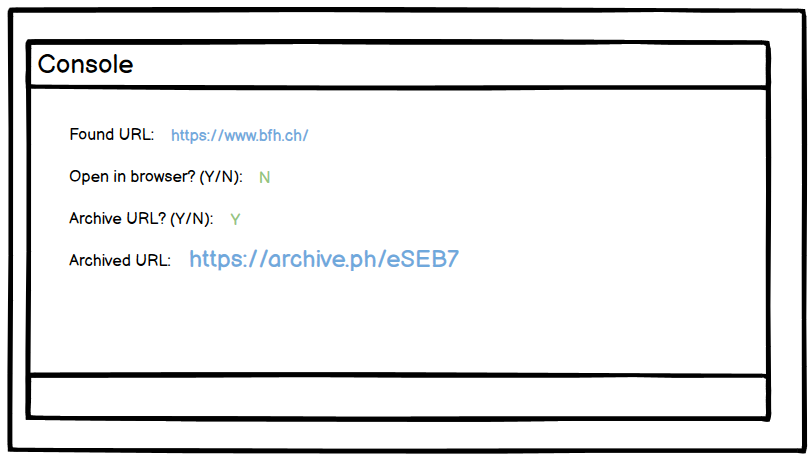 Console
Found URL: https://www.bfh.ch/
Open in browser? (Y/N): N
Archive URL? (Y/N): Y
Archived URL: https://archive.ph/eSEB7